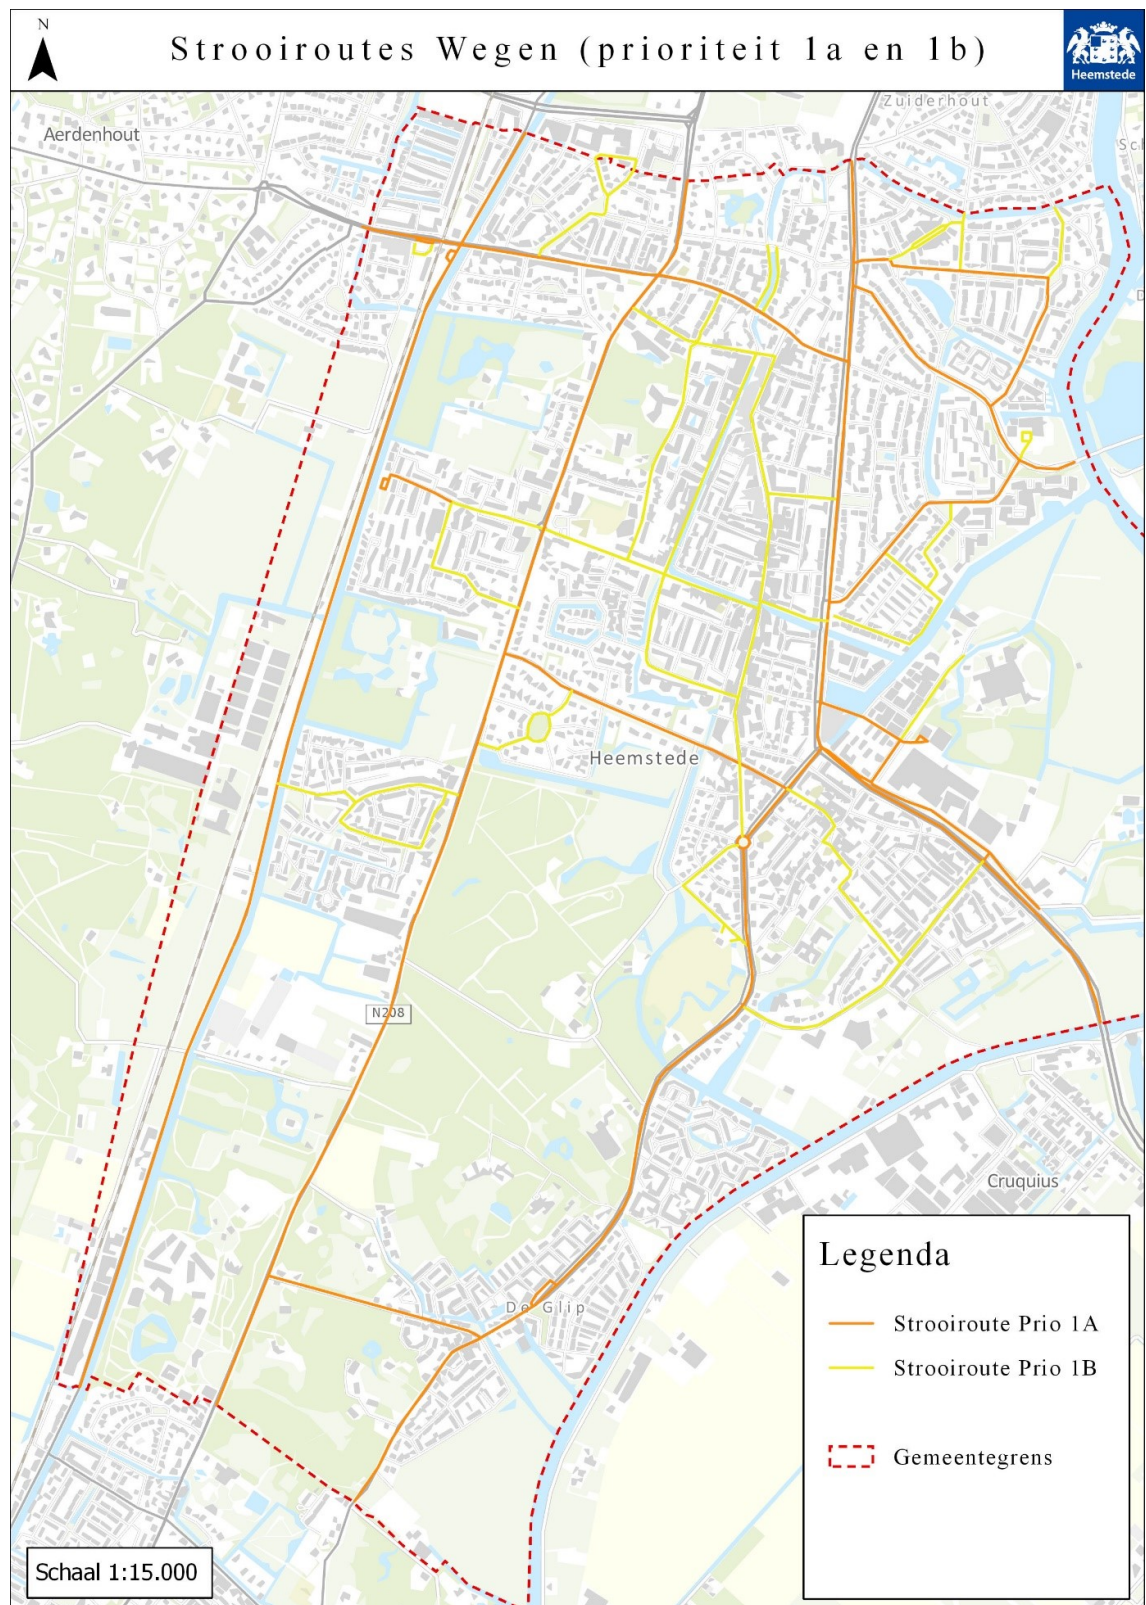 N
Strooiroutes Wegen (prioriteit 1a en 1b)
Heemstede
Zuiderhout
Aerdenhout
Heemstede
N208
Cruquius
De Glip
Legenda
Strooiroute Prio 1A
Strooiroute Prio 1B
Gemeentegrens
Schaal 1:15.000